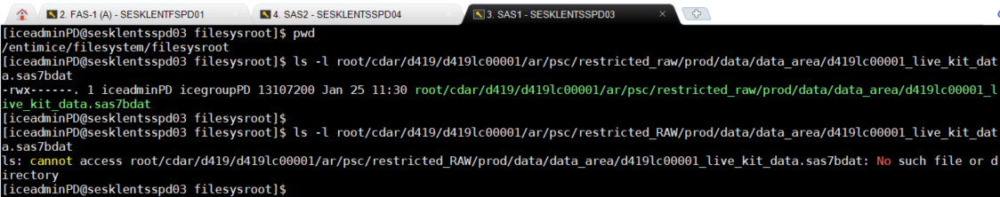 2. FAS-1 (A) - SESKLENTFSPD01
4. SAS2 - SESKLENTSSPD04
3. SAS1 - SESKLENTSSPD03
[iceadminPD@sesklentsspd03 filesysroot]$ pwd
/entimice/filesystem/filesysroot
[iceadminPD@sesklentsspd03 filesysroot]$ ls -l root/cdar/d419/d419lc00001/ar/psc/restricted_raw/prod/data/data_area/d419lc00001_live_kit_dat
a.sas7bdat
-rwx------. 1 iceadminPD icegroupPD 13107200 Jan 25 11:30 root/cdar/d419/d419lc00001/ar/psc/restricted_raw/prod/data/data_area/d419lc00001_l
ive_kit_data.sas7bdat
[iceadminPD@sesklentsspd03 filesysroot]$
[iceadminPD@sesklentsspd03 filesysroot]$ ls -l root/cdar/d419/d419lc00001/ar/psc/restricted_RAW/prod/data/data_area/d419lc00001_live_kit_dat
a.sas7bdat
ls: cannot access root/cdar/d419/d419lc00001/ar/psc/restricted_RAW/prod/data/data_area/d419lc00001_live_kit_data.sas7bdat: No such file or d
irectory
[iceadminPD@sesklentsspd03 filesysroot]$